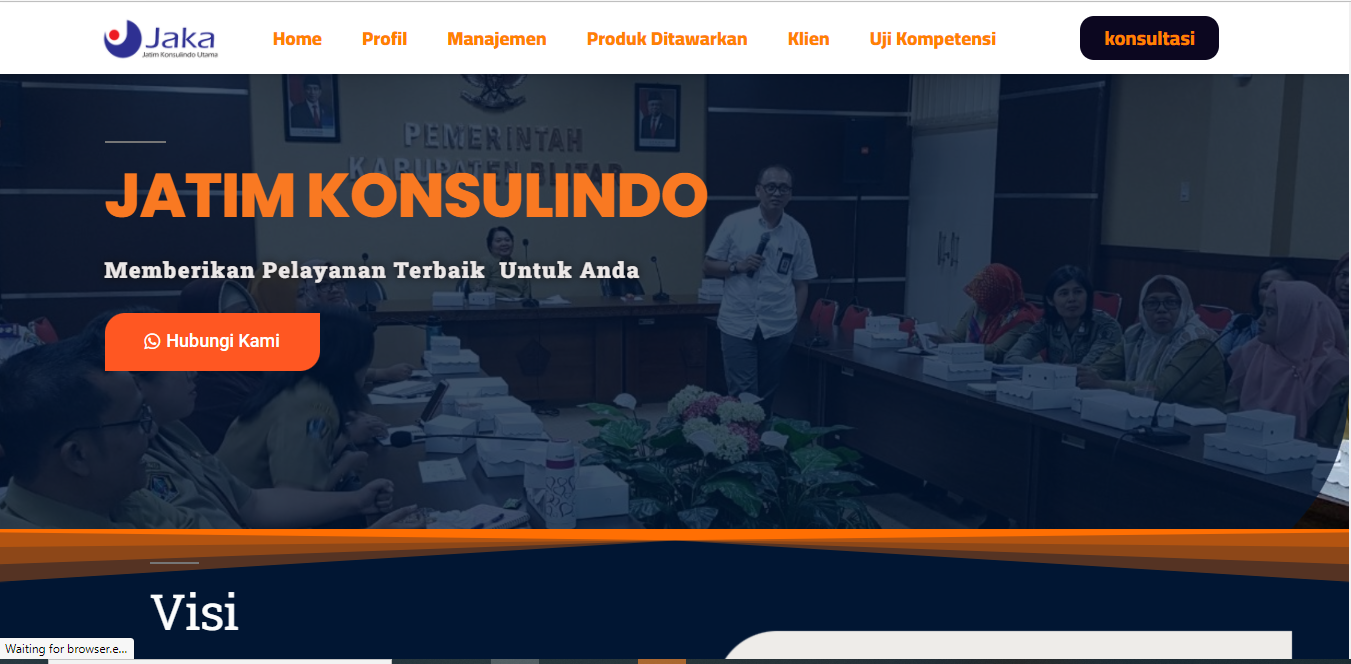 Jaka
Jatim Konsulindo Utama
Home
Profil
Manajemen
Produk Ditawarkan
Klien
Uji Kompetensi
konsultasi
PEMERINTAH
KABUPATEN BLITAR
JATIM KONSULINDO
Memberikan Pelayanan Terbaik Untuk Anda
Hubungi Kami
Visi
Waiting for browser.e...